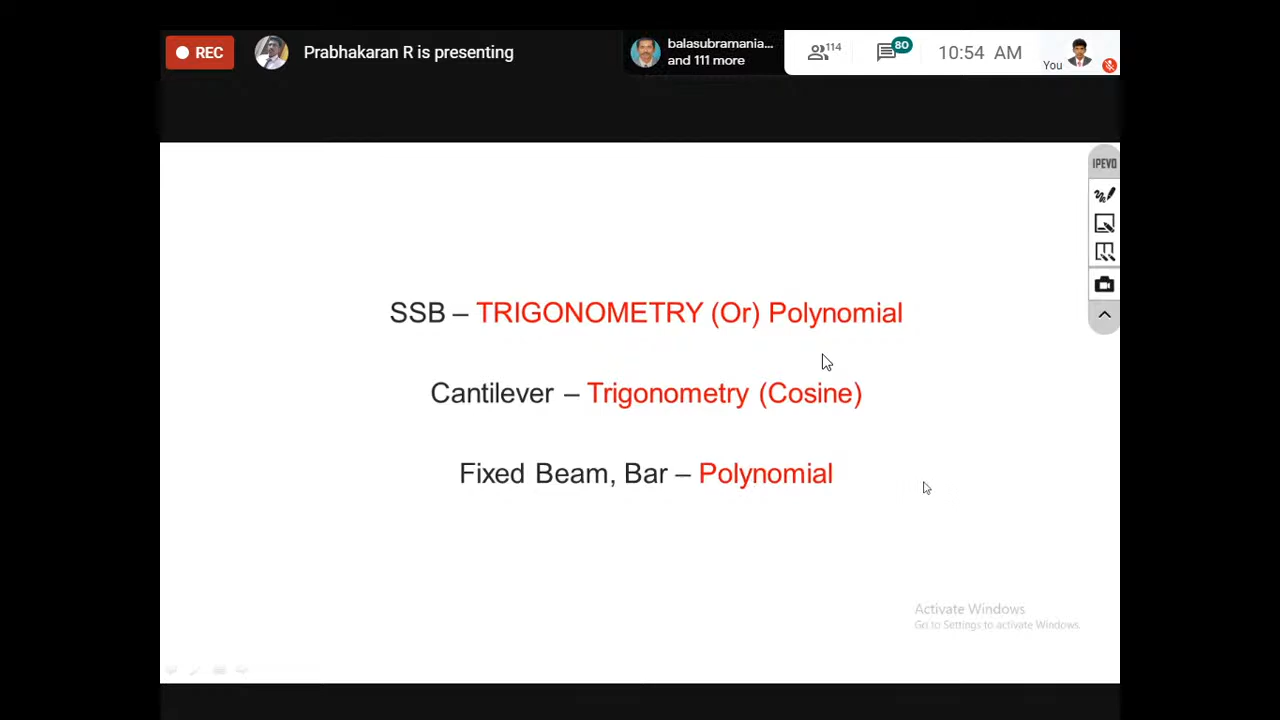 REC
Prabhakaran R is presenting
balasubramania...
and 111 more
114
80
10:54 AM
You
IPEVO
SSB – TRIGONOMETRY (Or) Polynomial
Cantilever – Trigonometry (Cosine)
Fixed Beam, Bar – Polynomial
Activate Windows
Go to Settings to activate Windows.